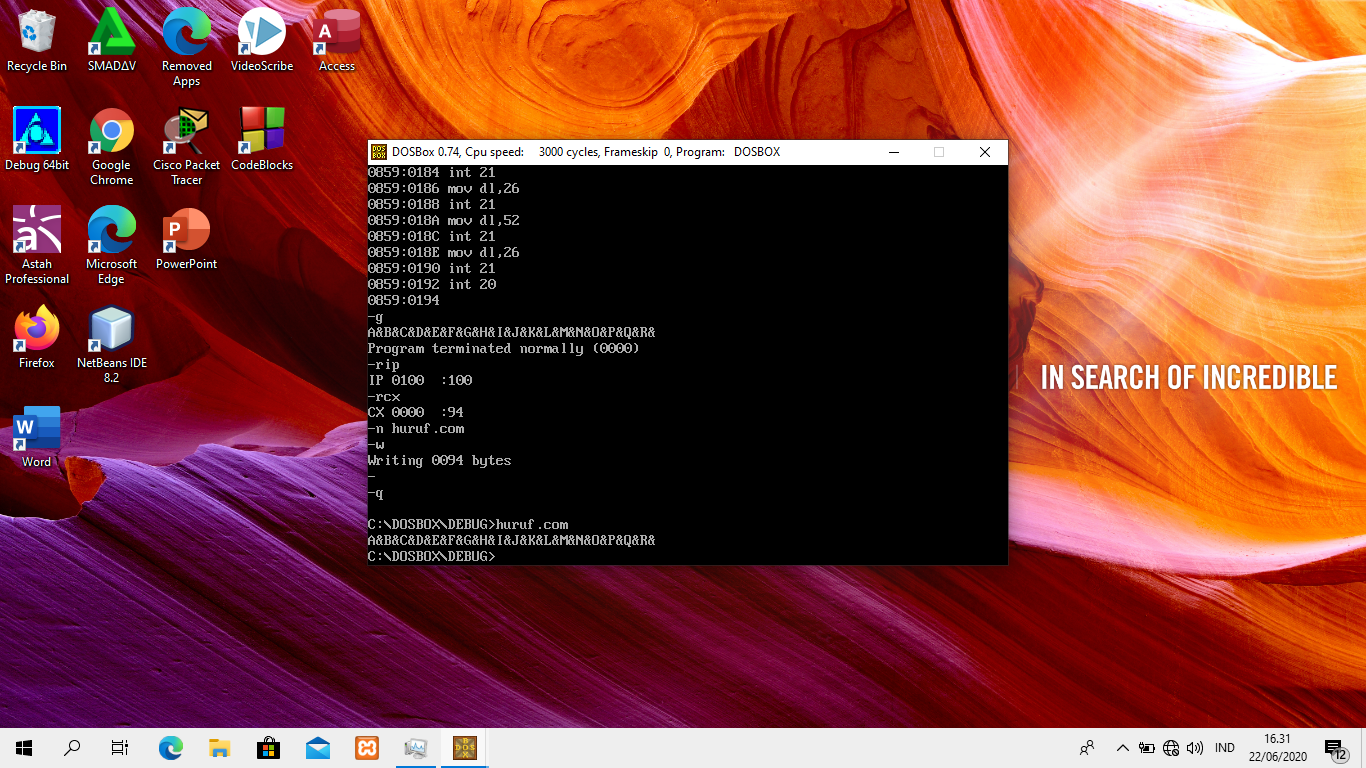 Recycle Bin
SMADΔV
Removed
Apps
VideoScribe
Access
Debug 64bit
Google
Chrome
Cisco Packet
Tracer
CodeBlocks
Astah
Professional
Microsoft
Edge
PowerPoint
Firefox
NetBeans IDE
8.2
Word
DOSBox 0.74, Cpu speed:    3000 cycles, Frameskip  0, Program:   DOSBOX
0859:0184 int 21
0859:0186 mov dl,26
0859:0188 int 21
0859:018A mov dl,52
0859:018C int 21
0859:018E mov dl,26
0859:0190 int 21
0859:0192 int 20
0859:0194
-g
A&B&C&D&E&F&G&H&I&J&K&L&M&N&O&P&Q&R&
Program terminated normally (0000)
-rip
IP 0100  :100
-rcx
CX 0000  :94
-n huruf.com
-w
Writing 0094 bytes
-
-q
C:\DOSBOX\DEBUG>huruf.com
A&B&C&D&E&F&G&H&I&J&K&L&M&N&O&P&Q&R&
C:\DOSBOX\DEBUG>
IN SEARCH OF INCREDIBLE
IND
16.31
22/06/2020
12